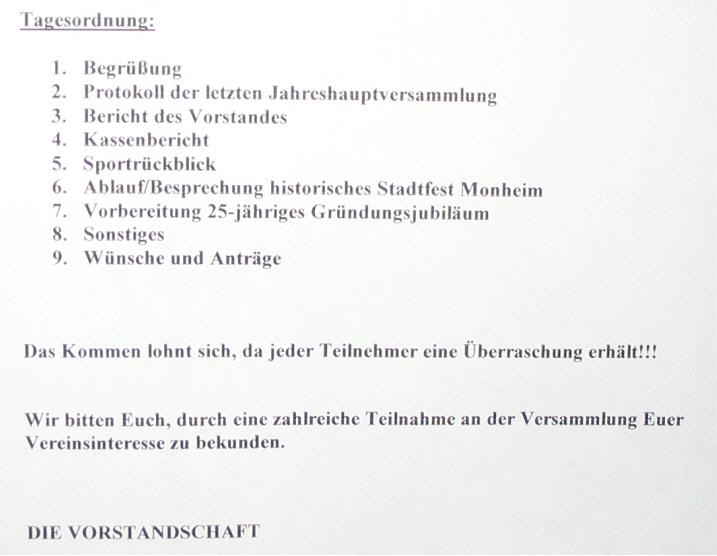 Tagesordnung:
1. Begrüßung
2. Protokoll der letzten Jahreshauptversammlung
3. Bericht des Vorstandes
4. Kassenbericht
5. Sportrückblick
6. Ablauf/Besprechung historisches Stadtfest Monheim
7. Vorbereitung 25-jähriges Gründungsjubiläum
8. Sonstiges
9. Wünsche und Anträge
Das Kommen lohnt sich, da jeder Teilnehmer eine Überraschung erhält!!!
Wir bitten Euch, durch eine zahlreiche Teilnahme an der Versammlung Euer
Vereinsinteresse zu bekunden.
DIE VORSTANDSCHAFT